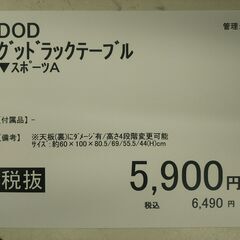 DOD
グッドラックテーブル
▼スポーツA
管理
【付属品】-
【備考】 ※天板(裏)にダメージ有/高さ4段階変更可能
サイズ：約60×100×80.5/69/55.5/44(H)cm
税抜
5,900円
税込 6,490円